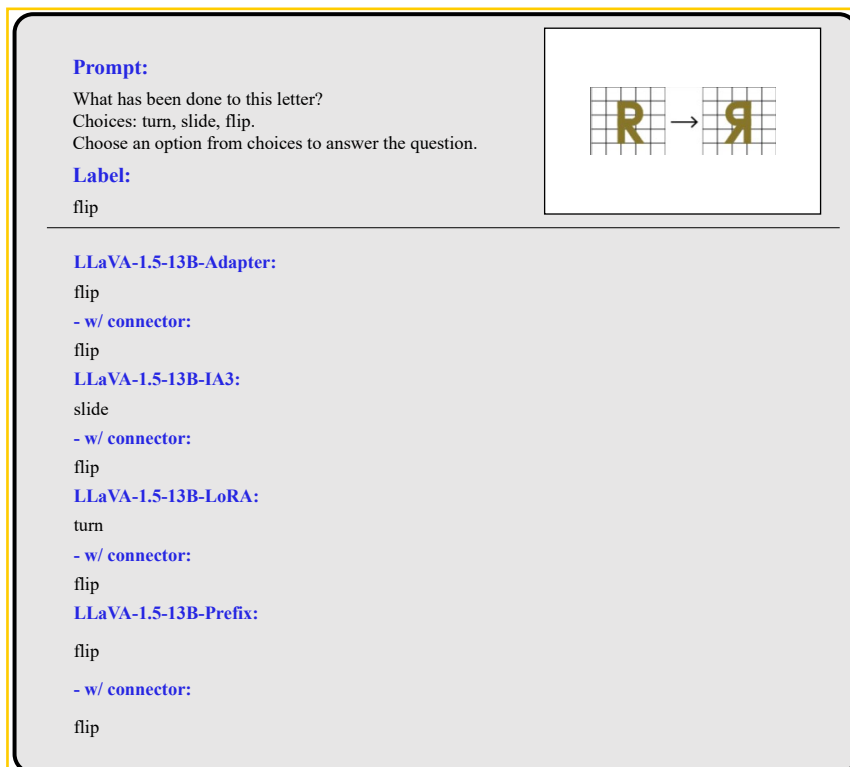 Prompt:
What has been done to this letter?
Choices: turn, slide, flip.
Choose an option from choices to answer the question.
R → Я
Label:
flip
LLaVA-1.5-13B-Adapter:
flip
- w/ connector:
flip
LLaVA-1.5-13B-IA3:
slide
- w/ connector:
flip
LLaVA-1.5-13B-LoRA:
turn
- w/ connector:
flip
LLaVA-1.5-13B-Prefix:
flip
- w/ connector:
flip